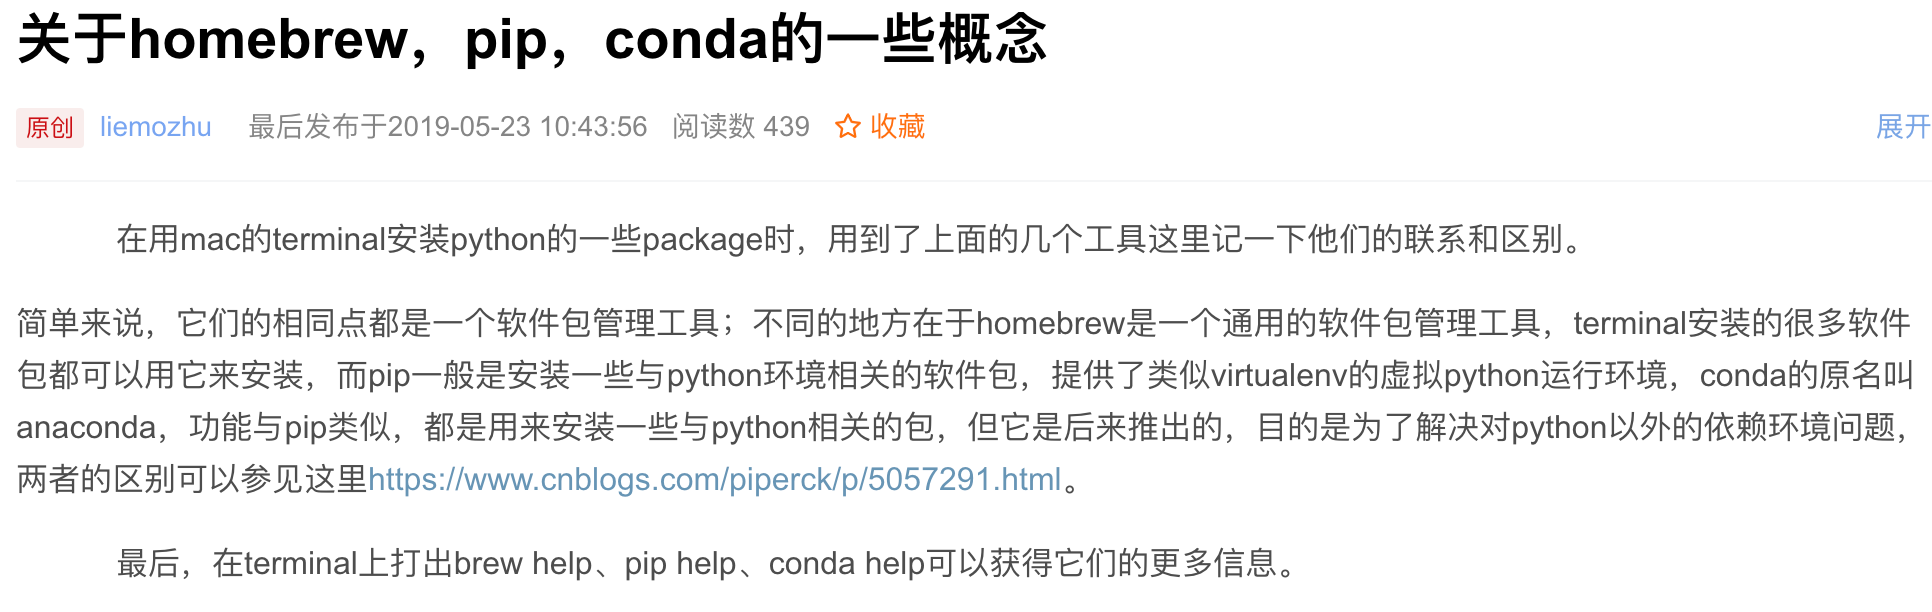 关于homebrew，pip，conda的一些概念
原创 liemozhu 最后发布于2019-05-23 10:43:56 阅读数 439 ☆ 收藏 展开
在用mac的terminal安装python的一些package时，用到了上面的几个工具这里记一下他们的联系和区别。
简单来说，它们的相同点都是一个软件包管理工具；不同的地方在于homebrew是一个通用的软件包管理工具，terminal安装的很多软件
包都可以用它来安装，而pip一般是安装一些与python环境相关的软件包，提供了类似virtualenv的虚拟python运行环境，conda的原名叫
anaconda，功能与pip类似，都是用来安装一些与python相关的包，但它是后来推出的，目的是为了解决对python以外的依赖环境问题，
两者的区别可以参见这里https://www.cnblogs.com/piperck/p/5057291.html。
最后，在terminal上打出brew help、pip help、conda help可以获得它们的更多信息。